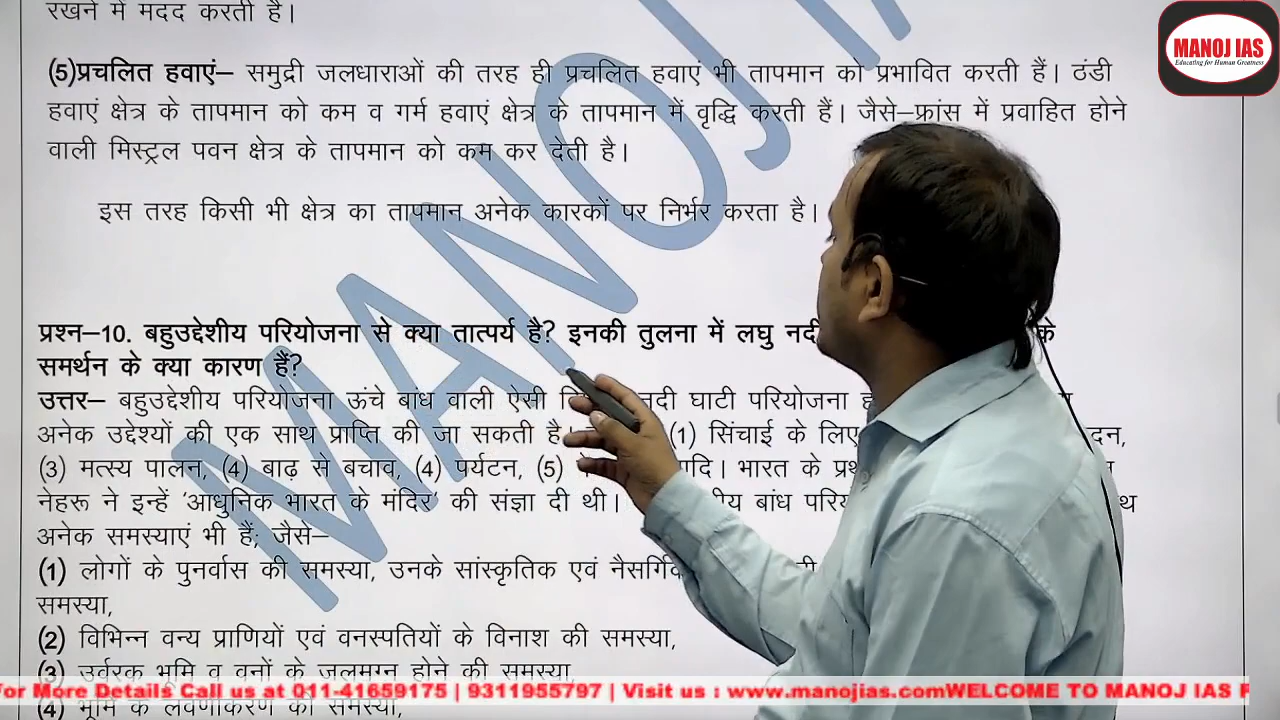 रखने में मदद करती है।
(5)प्रचलित हवाएं– समुद्री जलधाराओं की तरह ही प्रचलित हवाएं भी तापमान को प्रभावित करती हैं। ठंडी
हवाएं क्षेत्र के तापमान को कम व गर्म हवाएं क्षेत्र के तापमान में वृद्धि करती हैं। जैसे–फ्रांस में प्रवाहित होने
वाली मिस्ट्रल पवन क्षेत्र के तापमान को कम कर देती है।
इस तरह किसी भी क्षेत्र का तापमान अनेक कारकों पर निर्भर करता है।
प्रश्न–10. बहुउद्देशीय परियोजना से क्या तात्पर्य है? इनकी तुलना में लघु नदी के
समर्थन के क्या कारण हैं?
उत्तर– बहुउद्देशीय परियोजना ऊंचे बांध वाली ऐसी नदी घाटी परियोजना
अनेक उद्देश्यों की एक साथ प्राप्ति की जा सकती है। (1) सिंचाई के लिए
(3) मत्स्य पालन, (4) बाढ़ से बचाव, (4) पर्यटन, (5)
नेहरू ने इन्हें 'आधुनिक भारत के मंदिर' की संज्ञा दी थी। बांध
अनेक समस्याएं भी हैं; जैसे–
(1) लोगों के पुनर्वास की समस्या, उनके सांस्कृतिक एवं
समस्या,
(2) विभिन्न वन्य प्राणियों एवं वनस्पतियों के विनाश की समस्या,
(3) उर्वरक भूमि व वनों के जलमग्न होने की समस्या,
(4) भूमि के लवणीकरण की समस्या,
MANOJ
MANOJ IAS
Educating for Human Greatness
For More Details Call us at 011-41659175 | 9311955797 | Visit us : www.manojias.comWELCOME TO MANOJ IAS